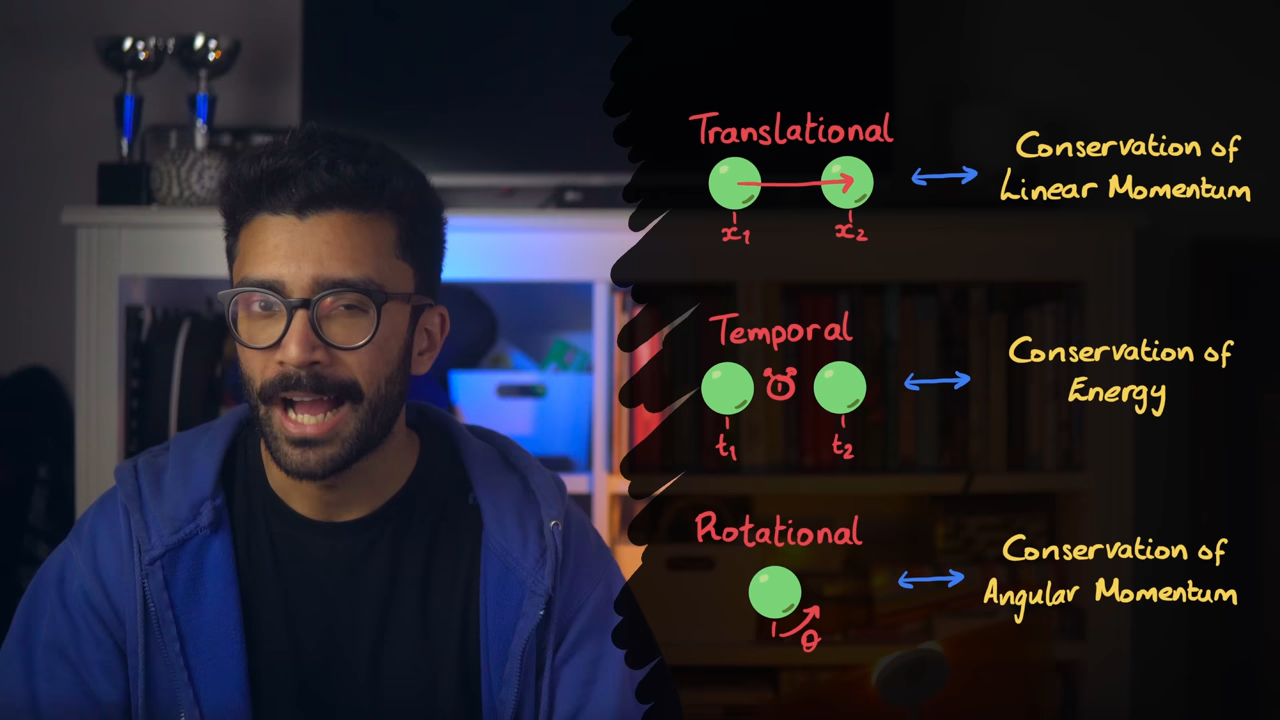 Translational
x₁ x₂
Conservation of
Linear Momentum
Temporal
t₁ t₂
Conservation of
Energy
Rotational
θ
Conservation of
Angular Momentum